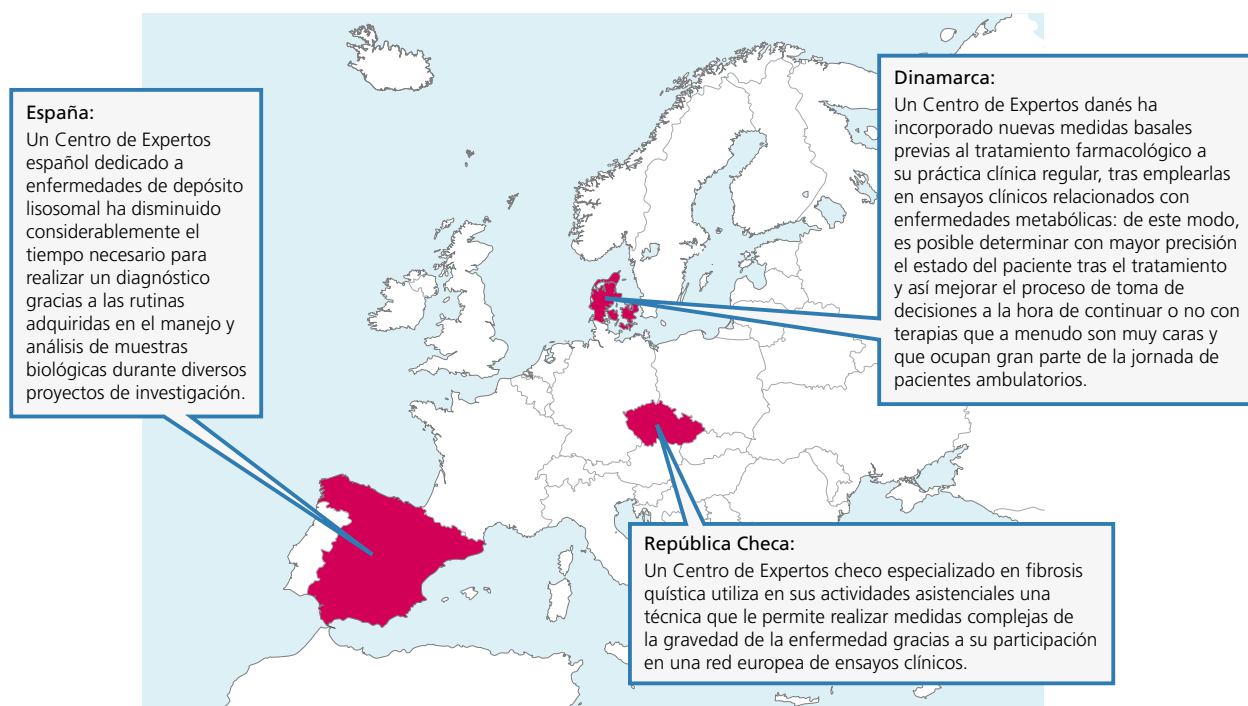 España:
Un Centro de Expertos
español dedicado a
enfermedades de depósito
lisosomal ha disminuido
considerablemente el
tiempo necesario para
realizar un diagnóstico
gracias a las rutinas
adquiridas en el manejo y
análisis de muestras
biológicas durante diversos
proyectos de investigación.
Dinamarca:
Un Centro de Expertos danés ha
incorporado nuevas medidas basales
previas al tratamiento farmacológico a
su práctica clínica regular, tras emplearlas
en ensayos clínicos relacionados con
enfermedades metabólicas: de este modo,
es posible determinar con mayor precisión
el estado del paciente tras el tratamiento
y así mejorar el proceso de toma de
decisiones a la hora de continuar o no con
terapias que a menudo son muy caras y
que ocupan gran parte de la jornada de
pacientes ambulatorios.
República Checa:
Un Centro de Expertos checo especializado en fibrosis
quística utiliza en sus actividades asistenciales una
técnica que le permite realizar medidas complejas de
la gravedad de la enfermedad gracias a su participación
en una red europea de ensayos clínicos.